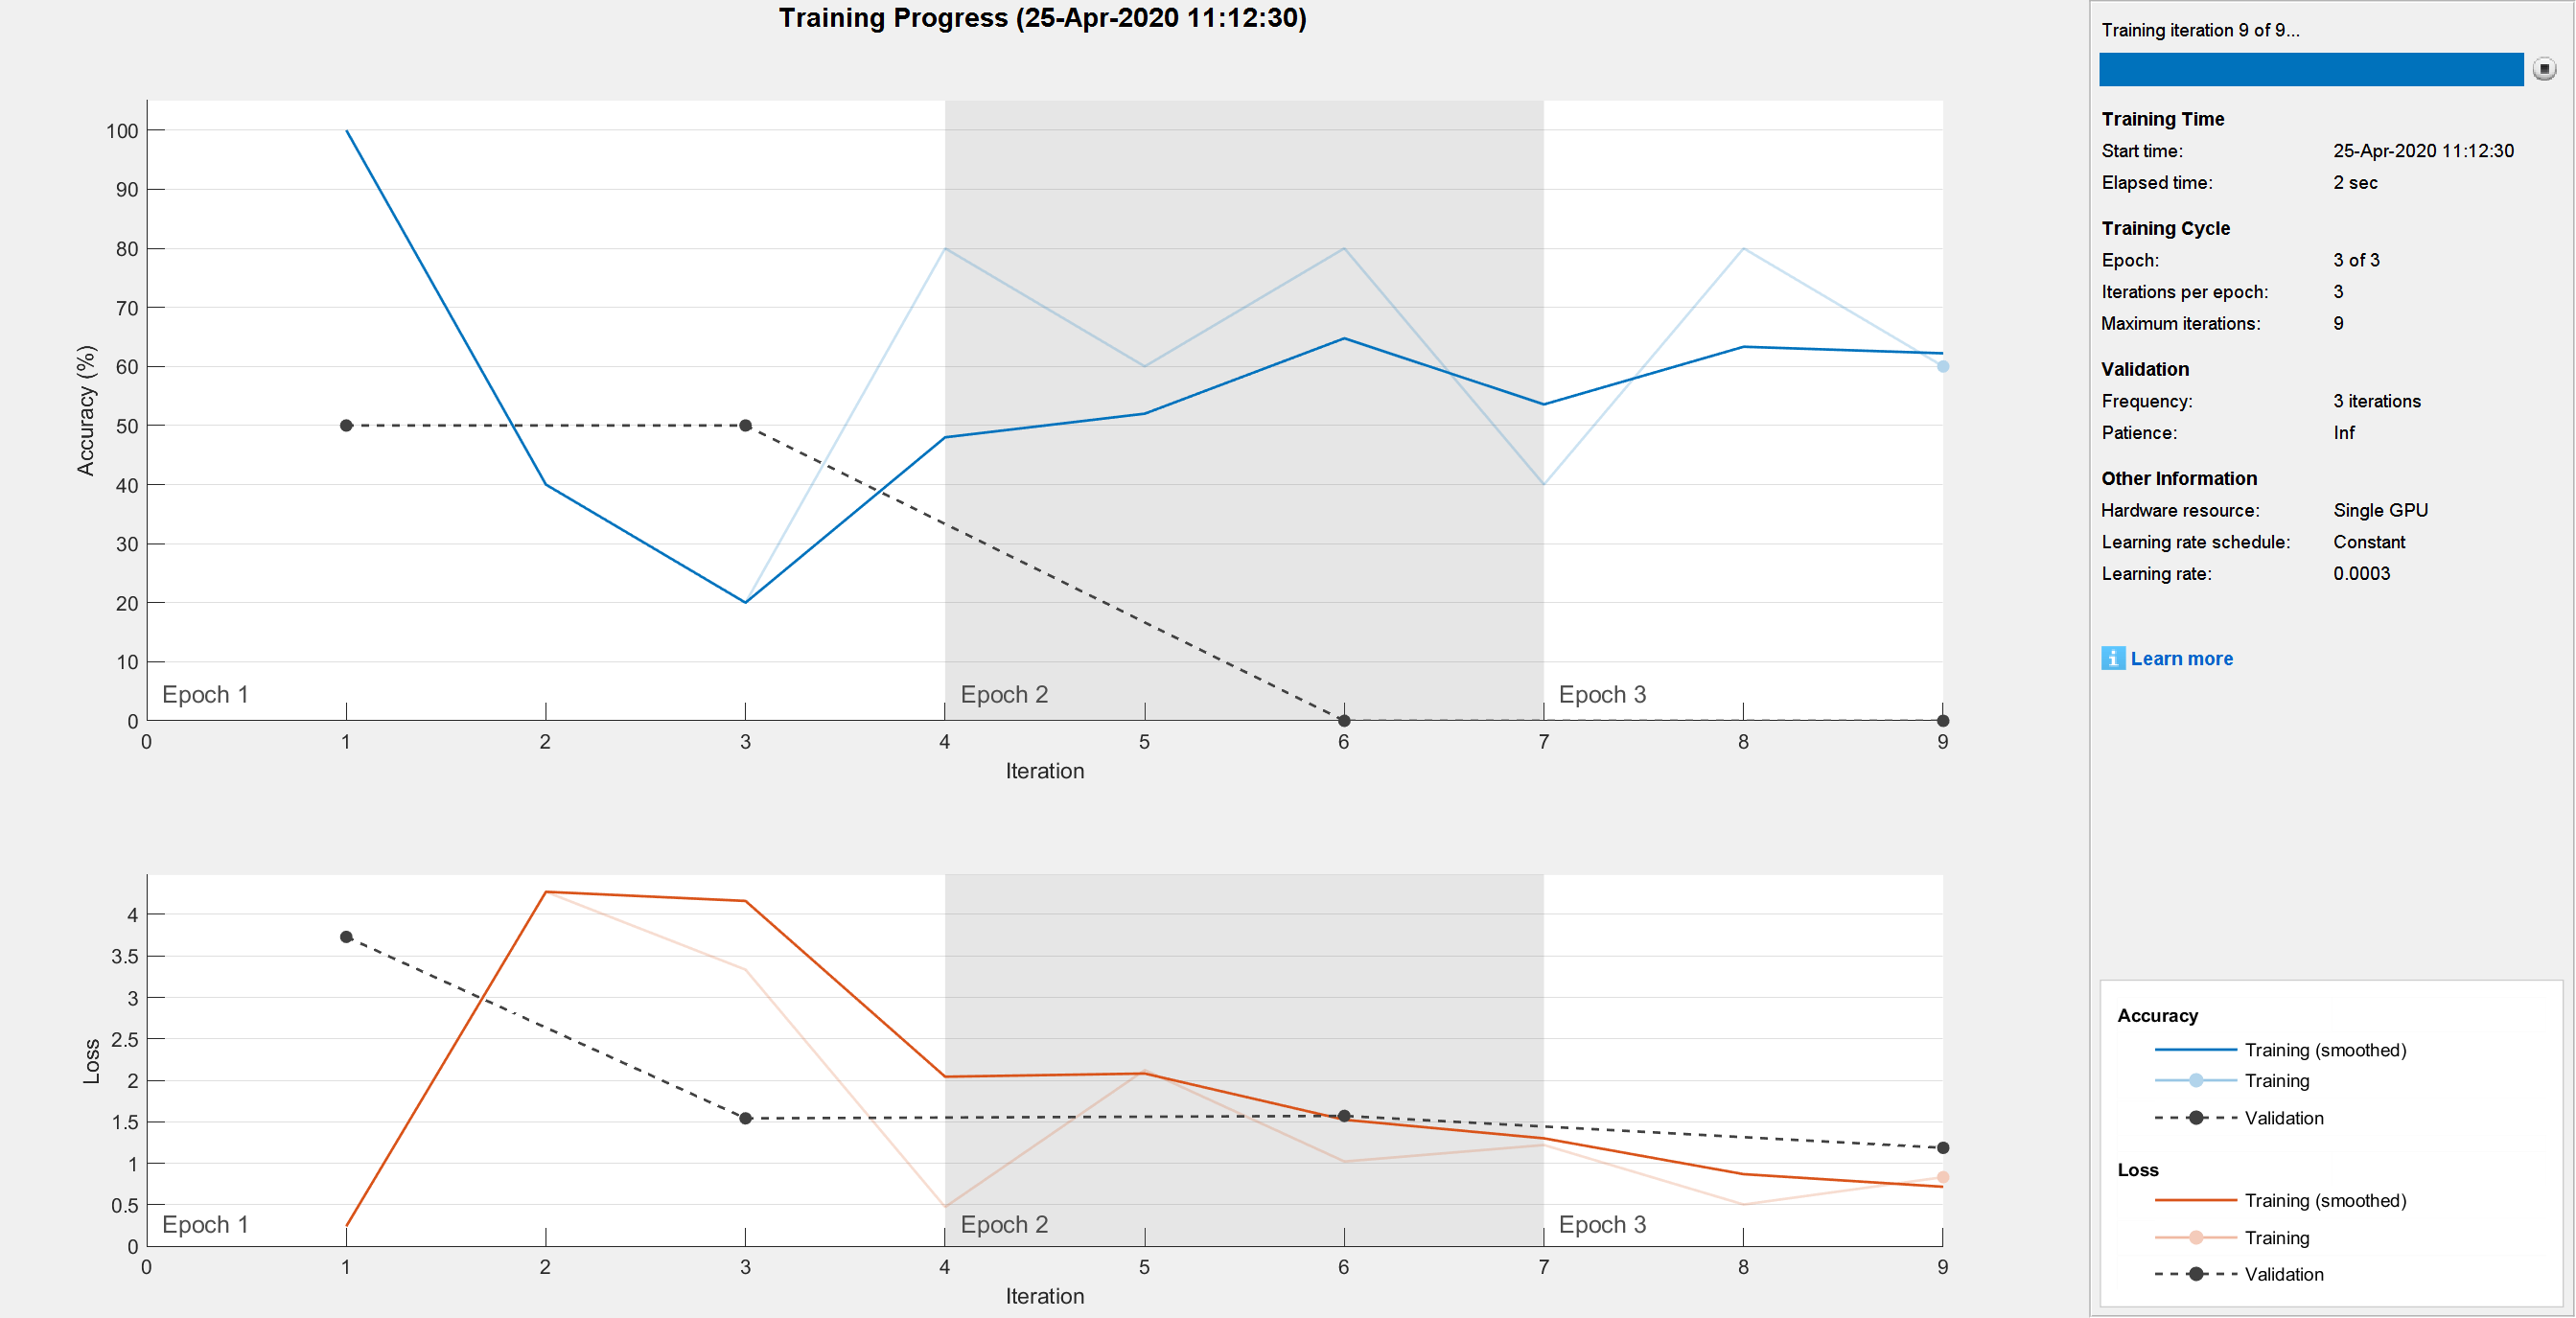 Training Progress (25-Apr-2020 11:12:30)
Accuracy (%)
100
90
80
70
60
50
40
30
20
10
0
Epoch 1
Epoch 2
Epoch 3
0 1 2 3 4 5 6 7 8 9
Iteration
Loss
4
3.5
3
2.5
2
1.5
1
0.5
0
Epoch 1
Epoch 2
Epoch 3
0 1 2 3 4 5 6 7 8 9
Iteration
Training iteration 9 of 9...
Training Time
Start time: 25-Apr-2020 11:12:30
Elapsed time: 2 sec
Training Cycle
Epoch: 3 of 3
Iterations per epoch: 3
Maximum iterations: 9
Validation
Frequency: 3 iterations
Patience: Inf
Other Information
Hardware resource: Single GPU
Learning rate schedule: Constant
Learning rate: 0.0003
i Learn more
Accuracy
Training (smoothed)
Training
Validation
Loss
Training (smoothed)
Training
Validation